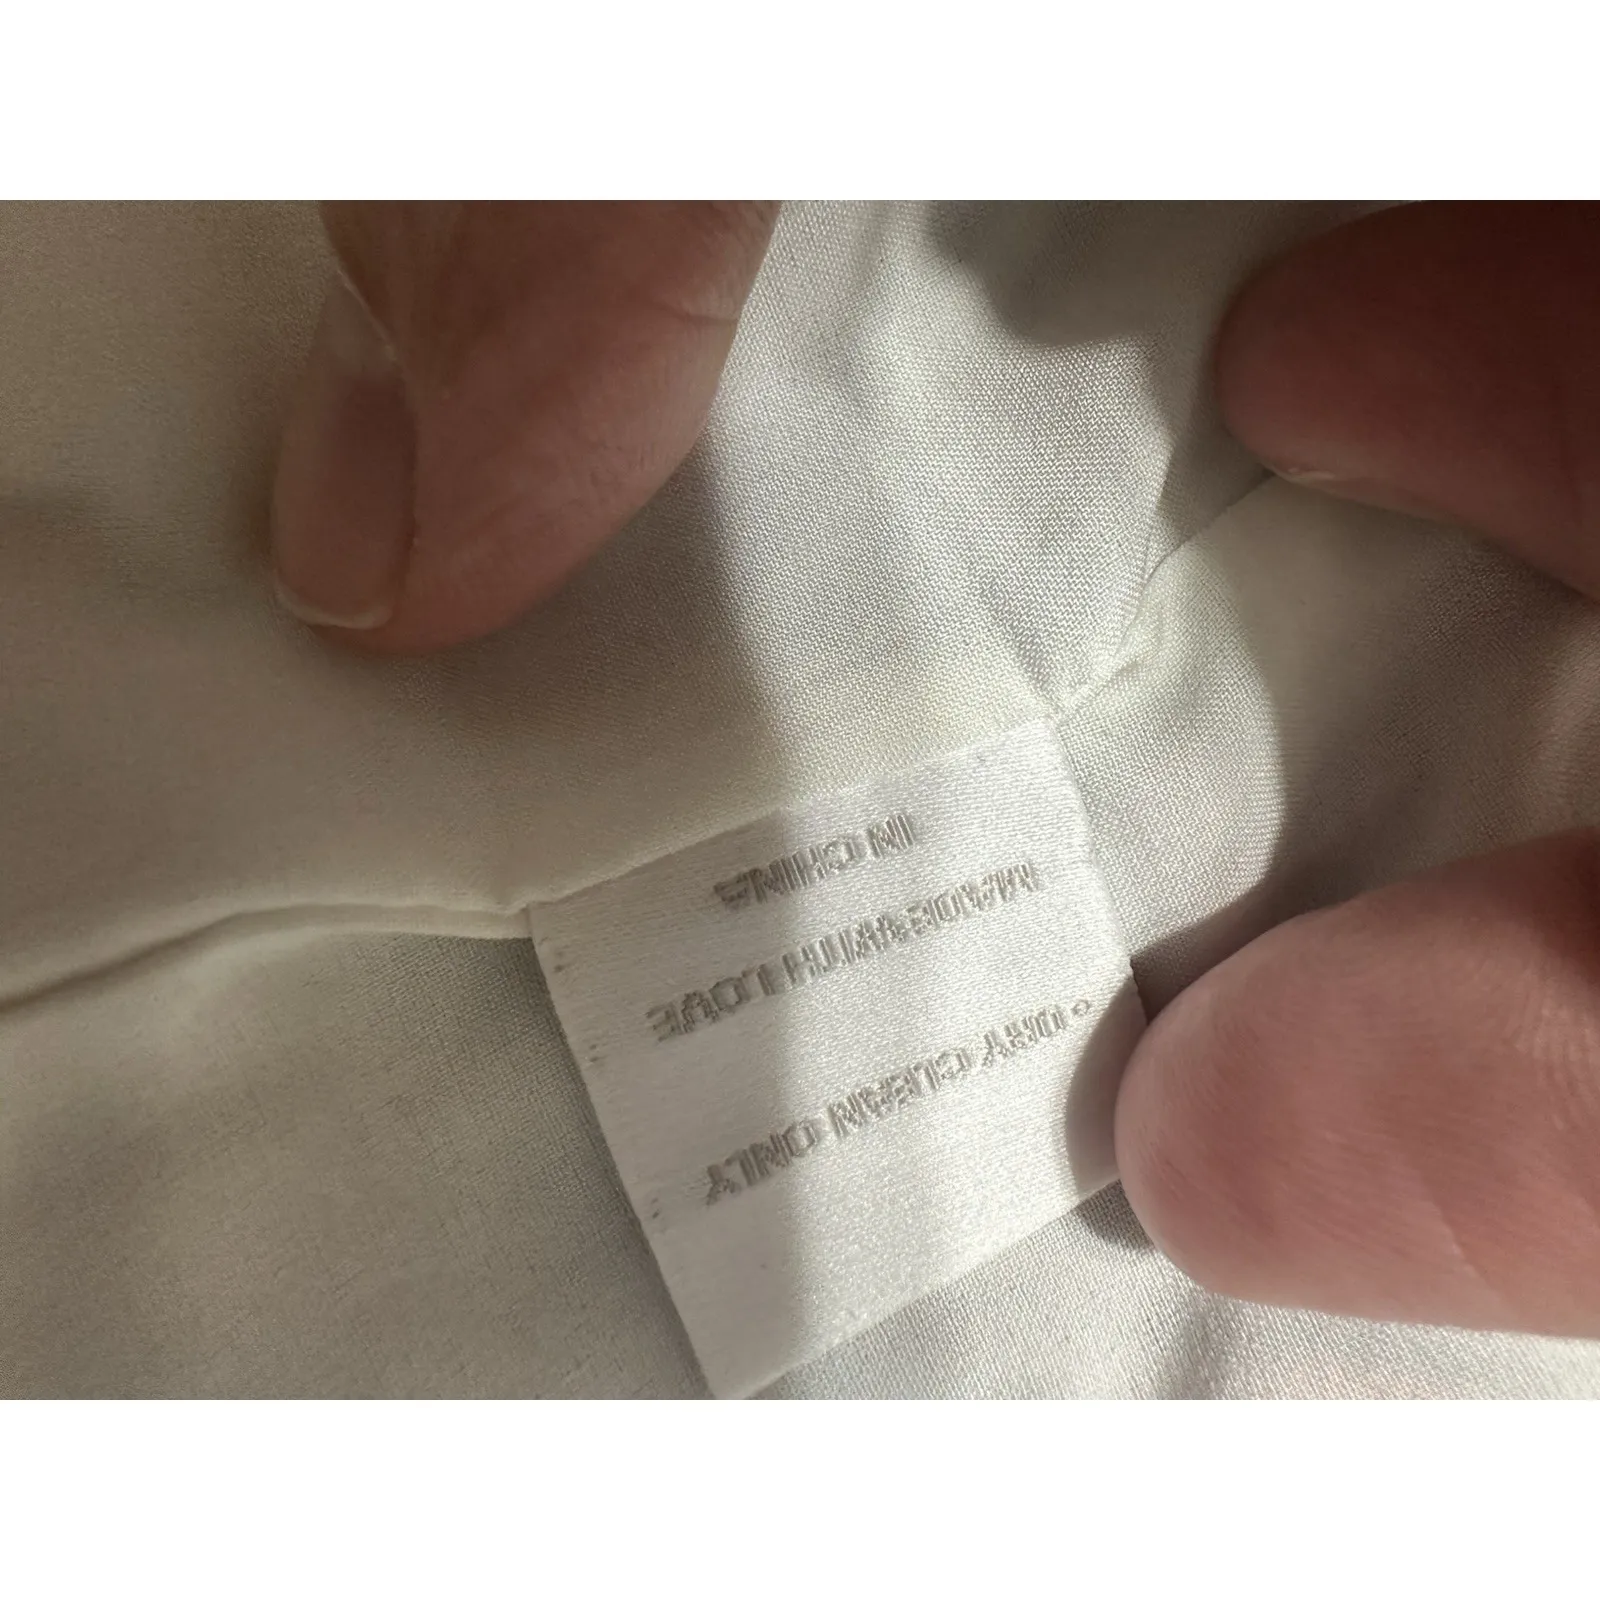 ○ DRY CLEAN ONLY
MADE WITH LOVE
IN CHINA